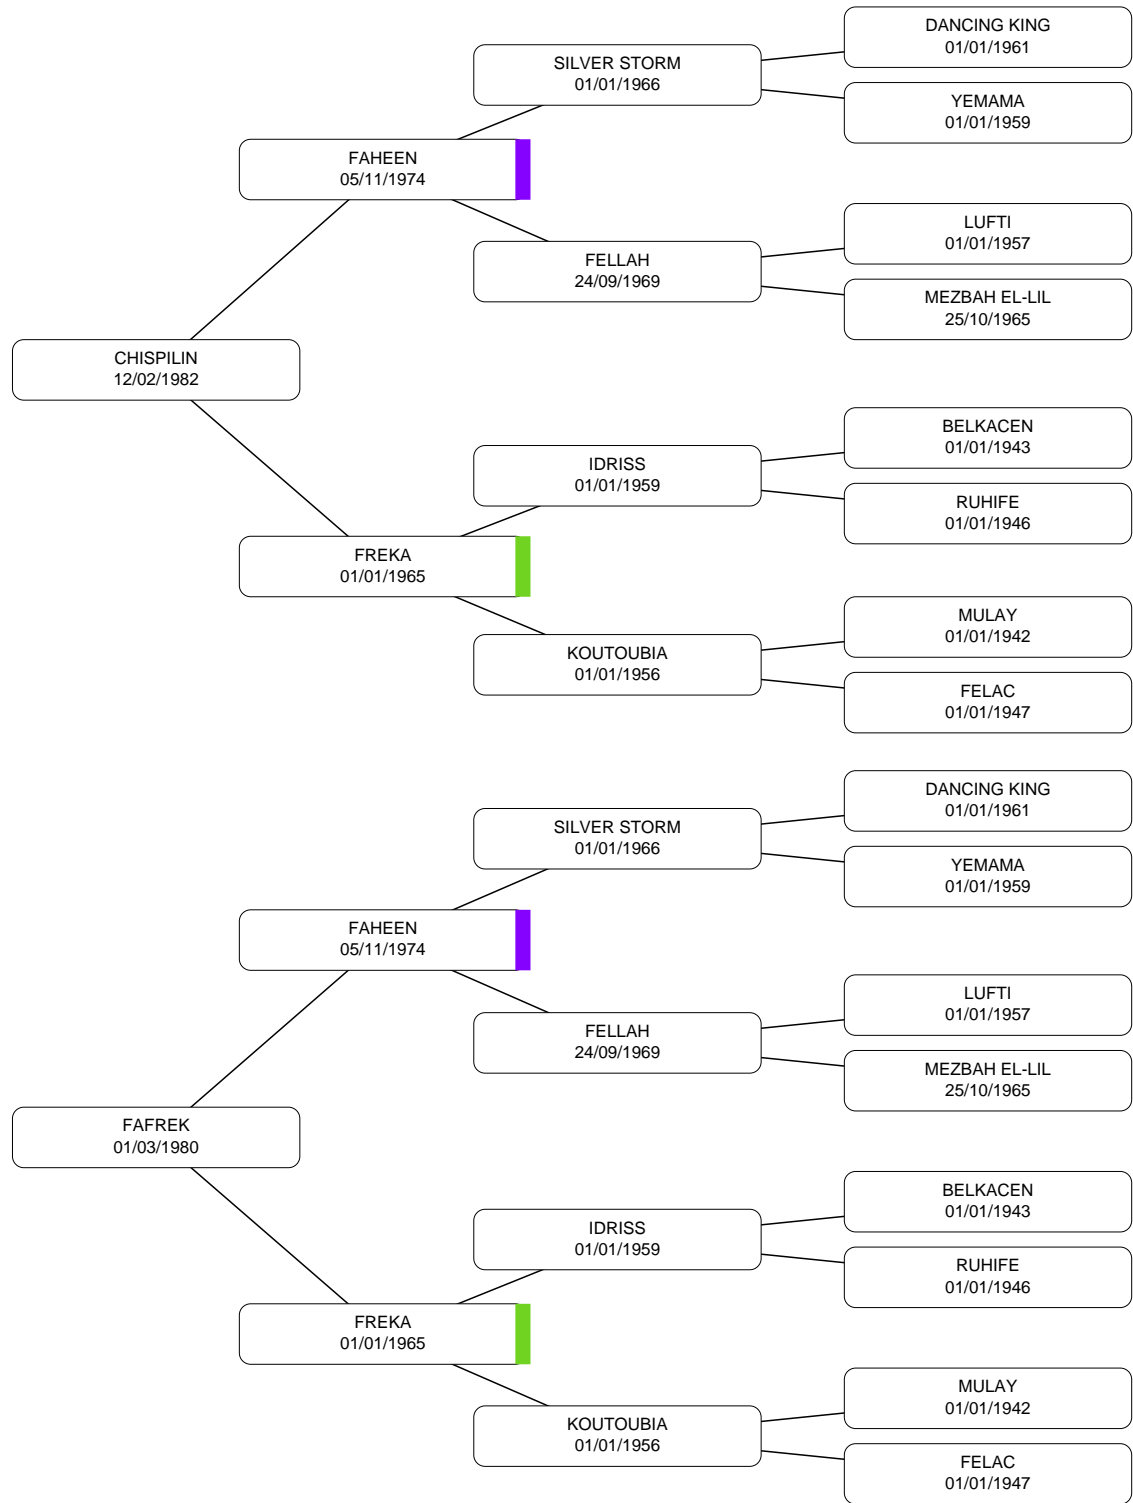 DANCING KING
01/01/1961
SILVER STORM
01/01/1966
YEMAMA
01/01/1959
FAHEEN
05/11/1974
LUFTI
01/01/1957
FELLAH
24/09/1969
MEZBAH EL-LIL
25/10/1965
CHISPILIN
12/02/1982
BELKACEN
01/01/1943
IDRISS
01/01/1959
RUHIFE
01/01/1946
FREKA
01/01/1965
MULAY
01/01/1942
KOUTOUBIA
01/01/1956
FELAC
01/01/1947
DANCING KING
01/01/1961
SILVER STORM
01/01/1966
YEMAMA
01/01/1959
FAHEEN
05/11/1974
LUFTI
01/01/1957
FELLAH
24/09/1969
MEZBAH EL-LIL
25/10/1965
FAFREK
01/03/1980
BELKACEN
01/01/1943
IDRISS
01/01/1959
RUHIFE
01/01/1946
FREKA
01/01/1965
MULAY
01/01/1942
KOUTOUBIA
01/01/1956
FELAC
01/01/1947